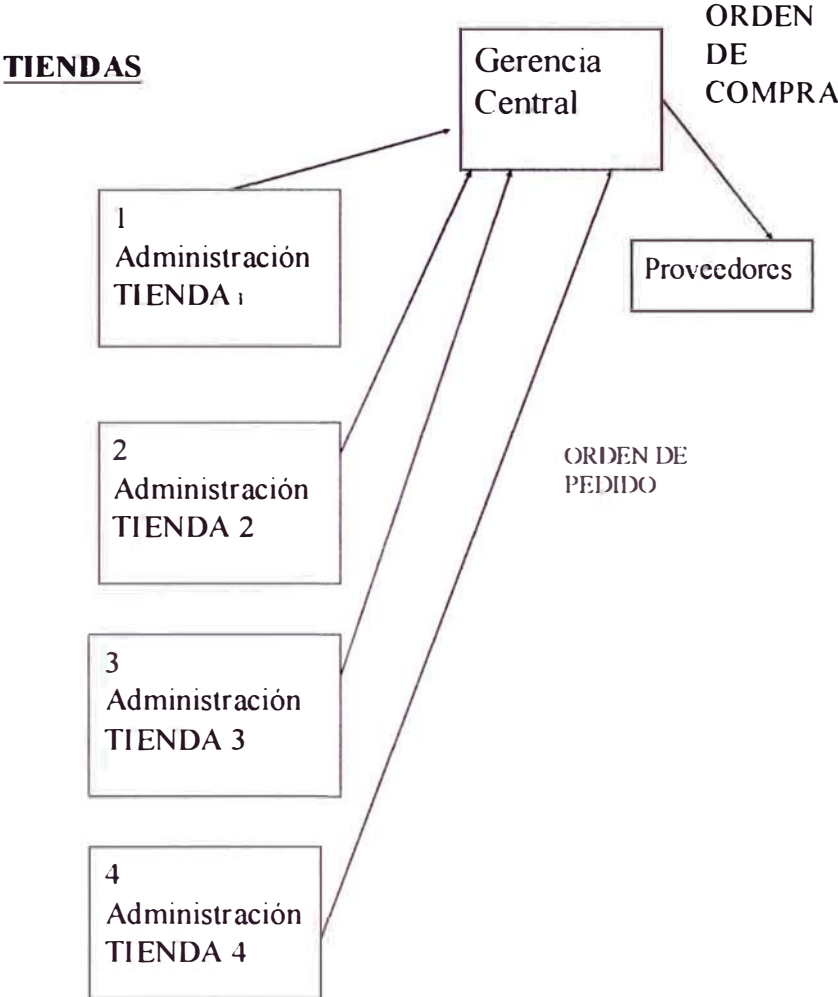 TIENDAS
Gerencia
Central
ORDEN
DE
COMPRA
1
Administración
TIENDA 1
Proveedores
2
Administración
TIENDA 2
ORDEN DE
PEDIDO
3
Administración
TIENDA 3
4
Administración
TIENDA 4